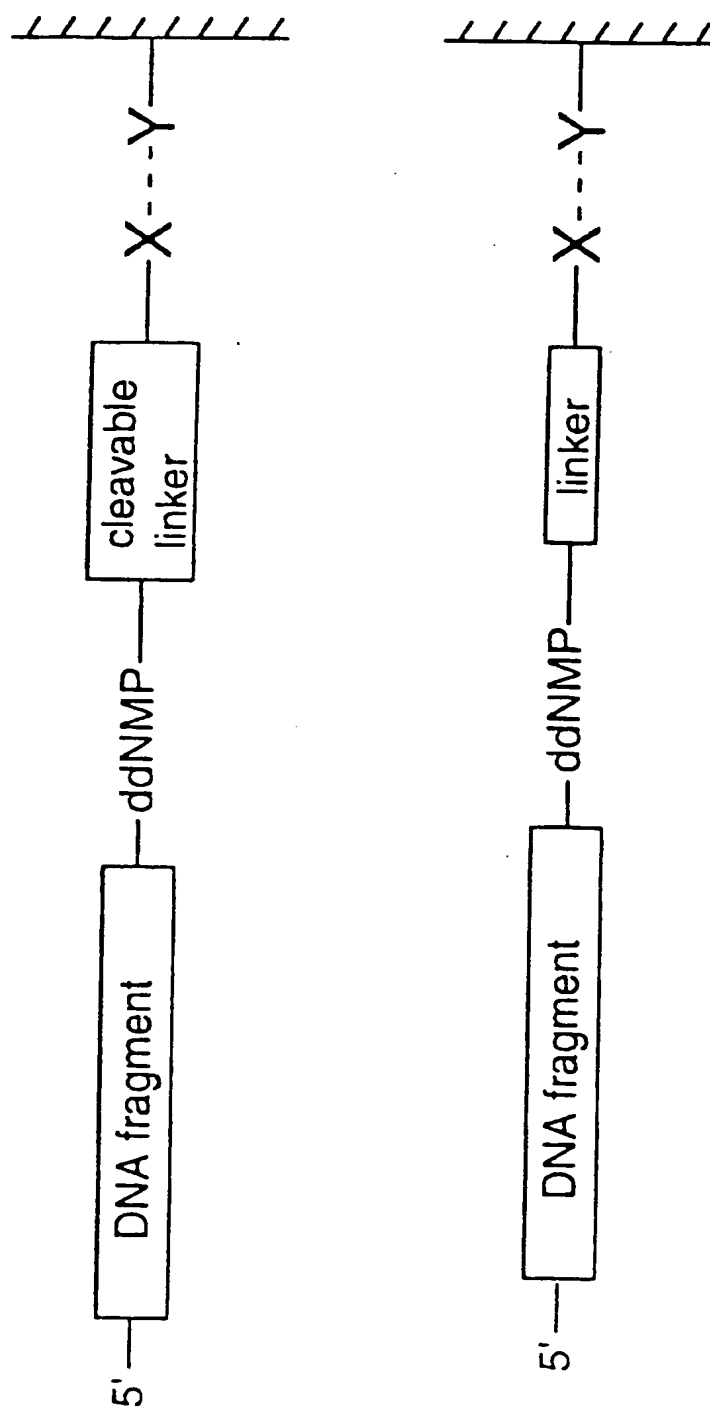 5' DNA fragment ddNMP cleavable
linker X---Y
5' DNA fragment ddNMP linker X---Y